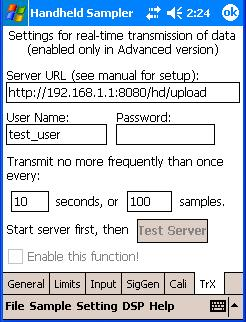 Handheld Sampler 2:24 ok
Settings for real-time transmission of data
(enabled only in Advanced version)
Server URL (see manual for setup):
http://192.168.1.1:8080/hd/upload
User Name: Password:
test_user
Transmit no more frequently than once
every:
10 seconds, or 100 samples.
Start server first, then Test Server
Enable this function!
General Limits Input SigGen Cali TrX
File Sample Setting DSP Help